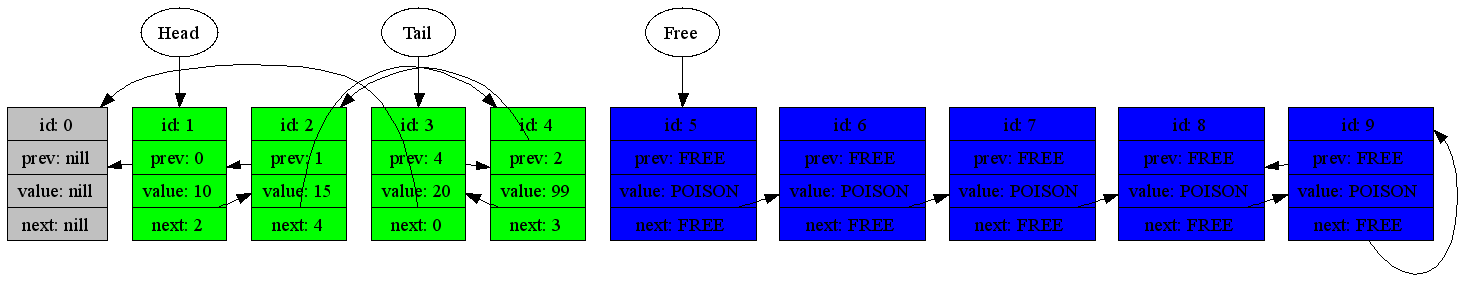 Head
Tail
Free
id: 0
prev: nill
value: nill
next: nill
id: 1
prev: 0
value: 10
next: 2
id: 2
prev: 1
value: 15
next: 4
id: 3
prev: 4
value: 20
next: 0
id: 4
prev: 2
value: 99
next: 3
id: 5
prev: FREE
value: POISON
next: FREE
id: 6
prev: FREE
value: POISON
next: FREE
id: 7
prev: FREE
value: POISON
next: FREE
id: 8
prev: FREE
value: POISON
next: FREE
id: 9
prev: FREE
value: POISON
next: FREE